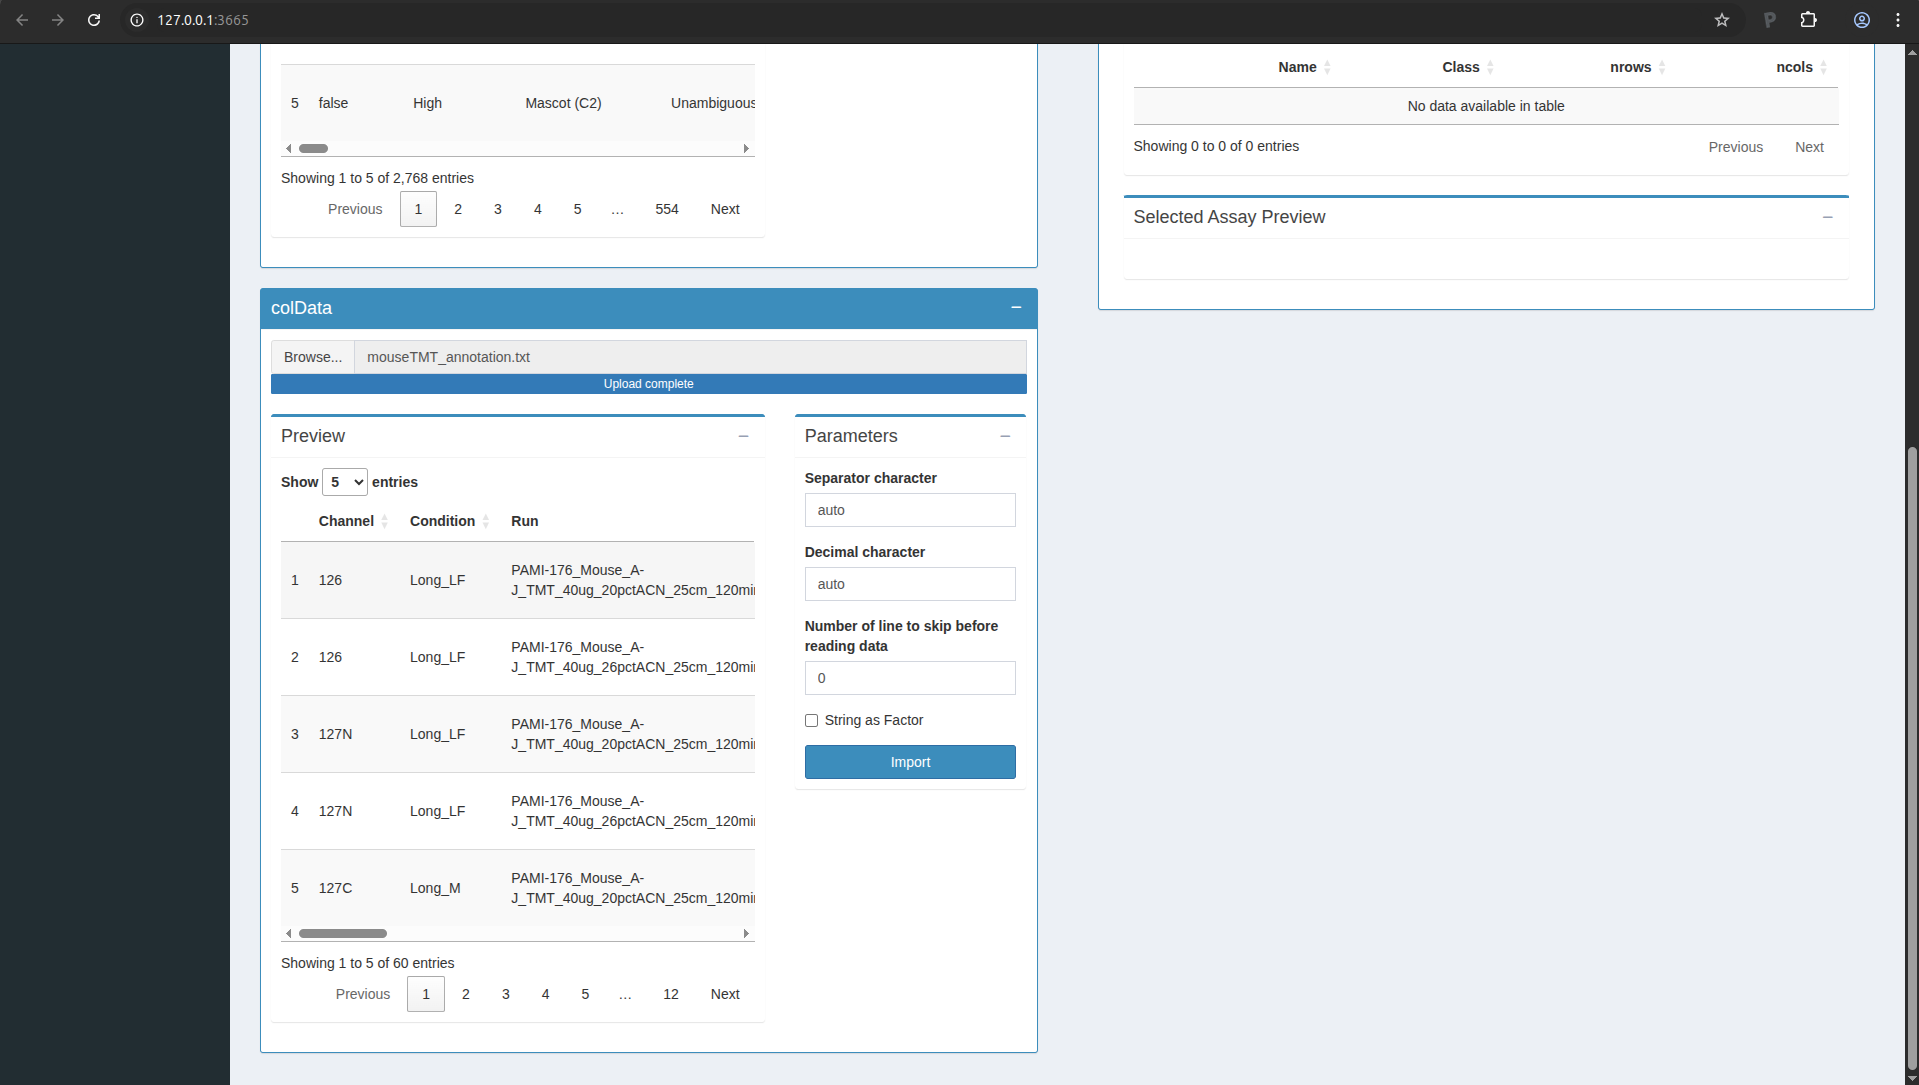 127.0.0.1:3665
5 false High Mascot (C2) Unambiguous
Showing 1 to 5 of 2,768 entries
Previous 1 2 3 4 5 … 554 Next
Name Class nrows ncols
No data available in table
Showing 0 to 0 of 0 entries
Previous Next
Selected Assay Preview
colData
Browse... mouseTMT_annotation.txt
Upload complete
Preview
Show 5 entries
Channel Condition Run
1 126 Long_LF PAMI-176_Mouse_A-
J_TMT_40ug_20pctACN_25cm_120min
2 126 Long_LF PAMI-176_Mouse_A-
J_TMT_40ug_26pctACN_25cm_120min
3 127N Long_LF PAMI-176_Mouse_A-
J_TMT_40ug_20pctACN_25cm_120min
4 127N Long_LF PAMI-176_Mouse_A-
J_TMT_40ug_26pctACN_25cm_120min
5 127C Long_M PAMI-176_Mouse_A-
J_TMT_40ug_20pctACN_25cm_120min
Showing 1 to 5 of 60 entries
Previous 1 2 3 4 5 … 12 Next
Parameters
Separator character
auto
Decimal character
auto
Number of line to skip before
reading data
0
String as Factor
Import